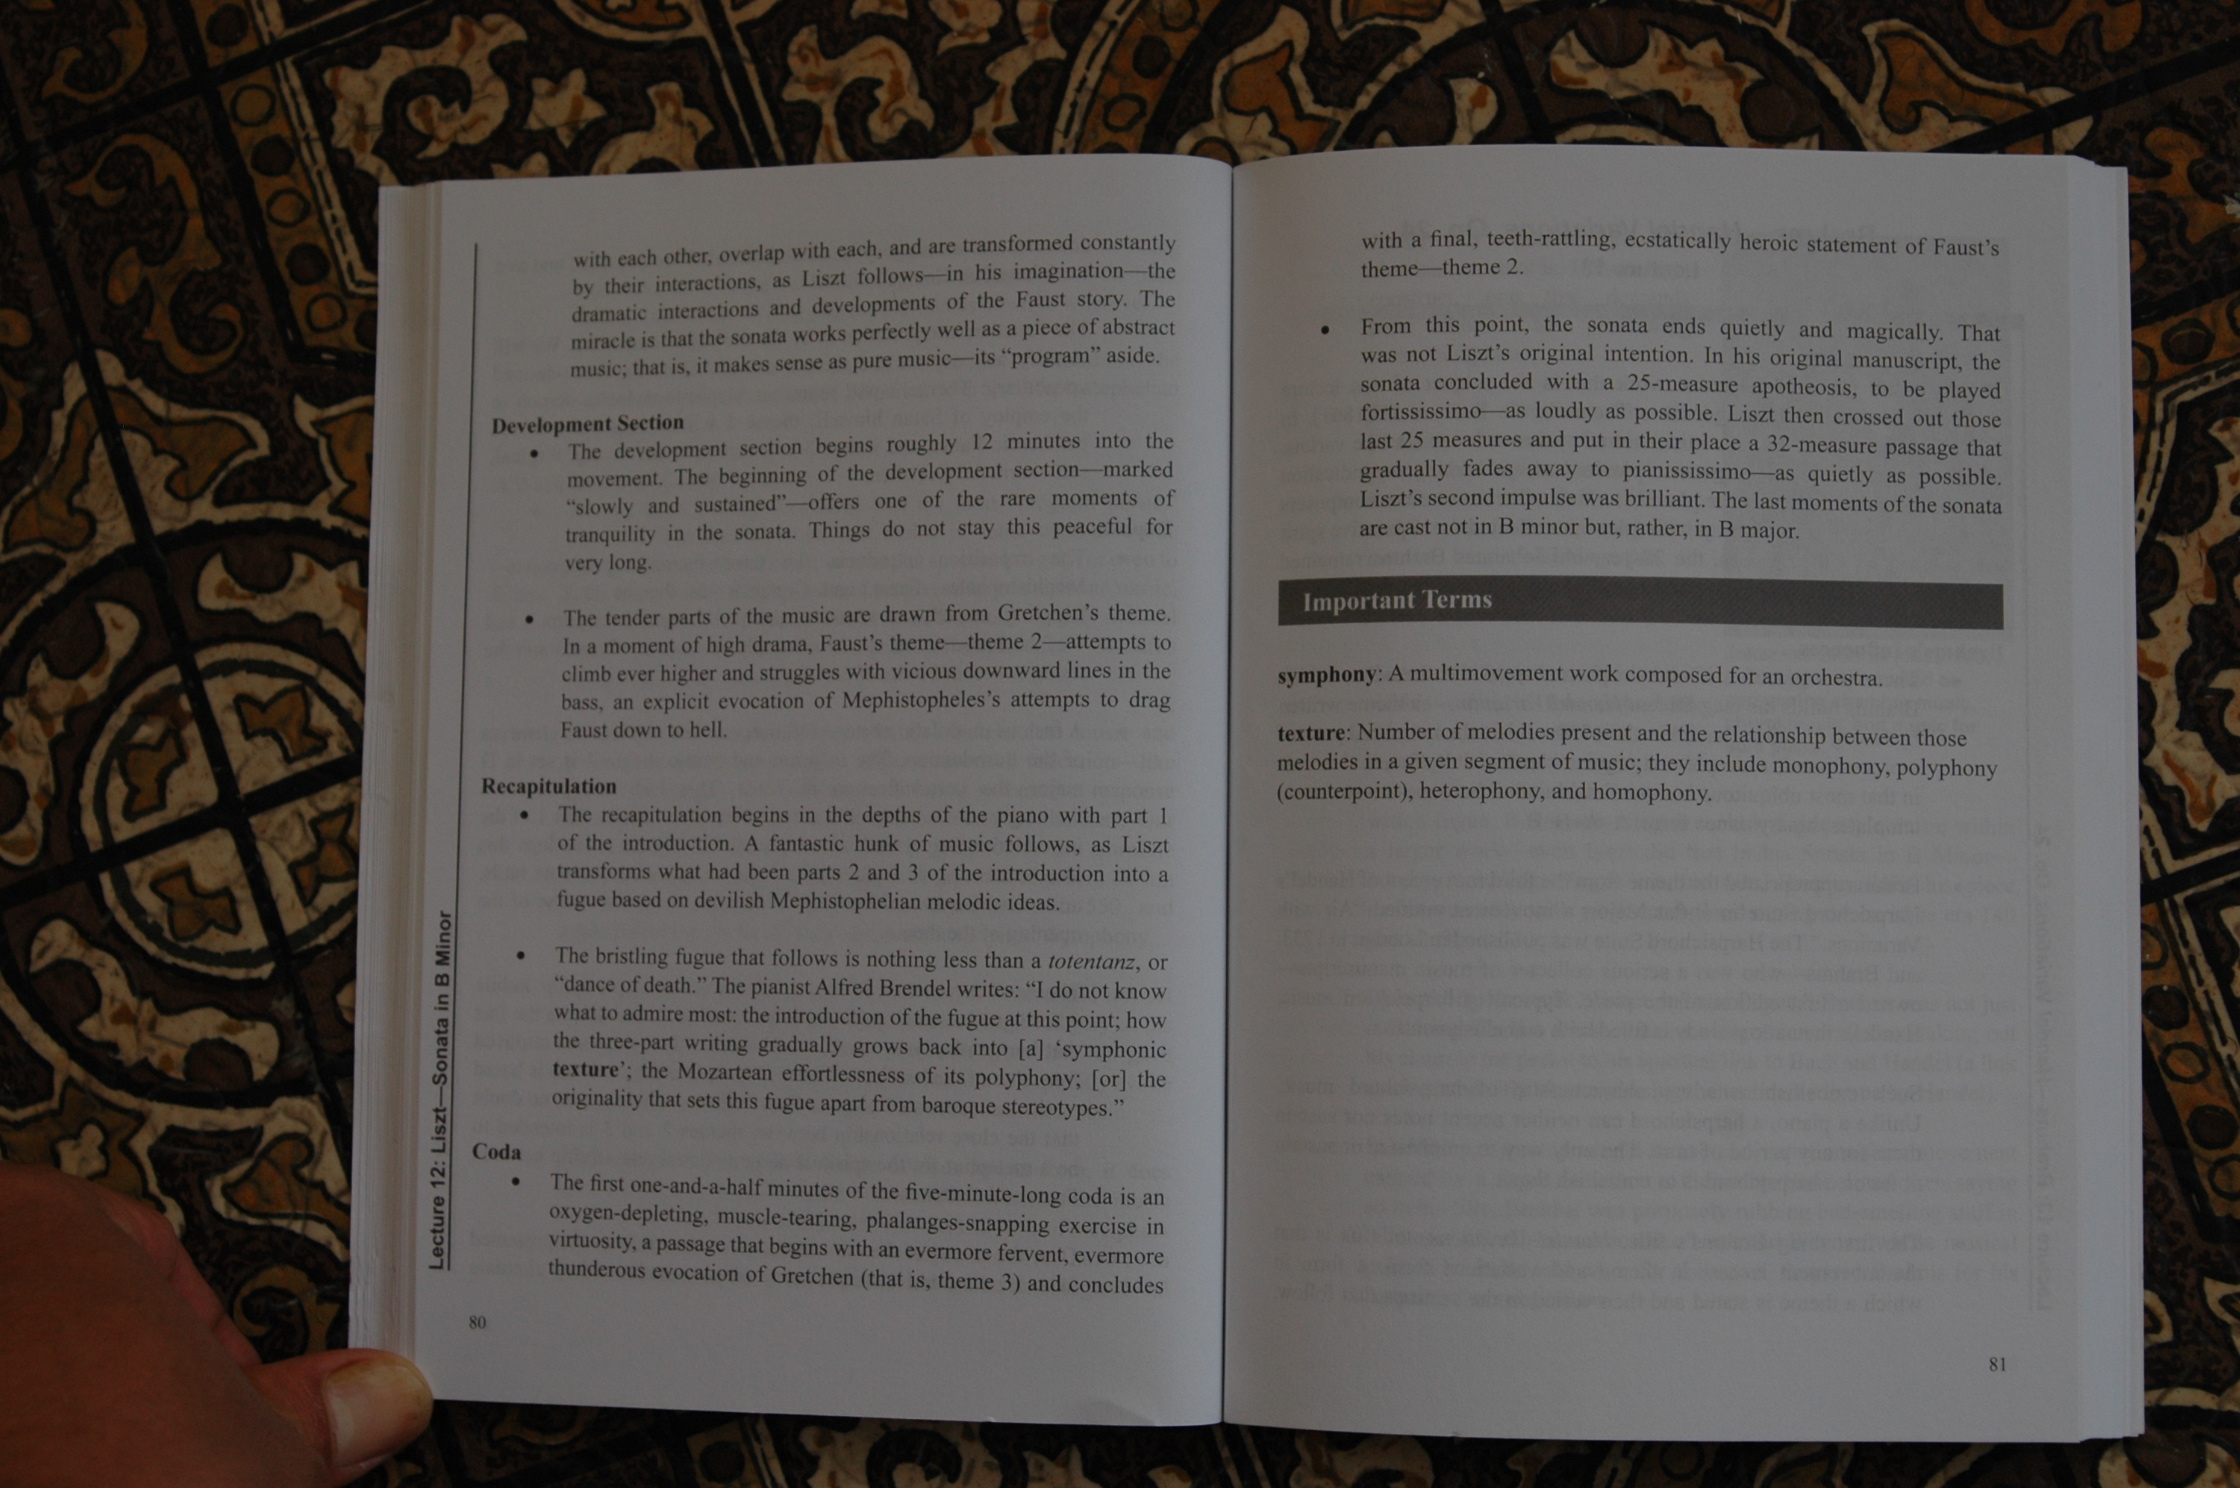 with each other, overlap with each, and are transformed constantly
by their interactions, as Liszt follows—in his imagination—the
dramatic interactions and developments of the Faust story. The
miracle is that the sonata works perfectly well as a piece of abstract
music; that is, it makes sense as pure music—its “program” aside.
Development Section
• The development section begins roughly 12 minutes into the
movement. The beginning of the development section—marked
“slowly and sustained”—offers one of the rare moments of
tranquility in the sonata. Things do not stay this peaceful for
very long.
• The tender parts of the music are drawn from Gretchen’s theme.
In a moment of high drama, Faust’s theme—theme 2—attempts to
climb ever higher and struggles with vicious downward lines in the
bass, an explicit evocation of Mephistopheles’s attempts to drag
Faust down to hell.
Recapitulation
• The recapitulation begins in the depths of the piano with part 1
of the introduction. A fantastic hunk of music follows, as Liszt
transforms what had been parts 2 and 3 of the introduction into a
fugue based on devilish Mephistophelian melodic ideas.
• The bristling fugue that follows is nothing less than a totentanz, or
“dance of death.” The pianist Alfred Brendel writes: “I do not know
what to admire most: the introduction of the fugue at this point; how
the three-part writing gradually grows back into [a] ‘symphonic
texture’; the Mozartean effortlessness of its polyphony; [or] the
originality that sets this fugue apart from baroque stereotypes.”
Coda
• The first one-and-a-half minutes of the five-minute-long coda is an
oxygen-depleting, muscle-tearing, phalanges-snapping exercise in
virtuosity, a passage that begins with an evermore fervent, evermore
thunderous evocation of Gretchen (that is, theme 3) and concludes
Lecture 12: Liszt—Sonata in B Minor
80
with a final, teeth-rattling, ecstatically heroic statement of Faust’s
theme—theme 2.
• From this point, the sonata ends quietly and magically. That
was not Liszt’s original intention. In his original manuscript, the
sonata concluded with a 25-measure apotheosis, to be played
fortississimo—as loudly as possible. Liszt then crossed out those
last 25 measures and put in their place a 32-measure passage that
gradually fades away to pianississimo—as quietly as possible.
Liszt’s second impulse was brilliant. The last moments of the sonata
are cast not in B minor but, rather, in B major.
Important Terms
symphony: A multimovement work composed for an orchestra.
texture: Number of melodies present and the relationship between those
melodies in a given segment of music; they include monophony, polyphony
(counterpoint), heterophony, and homophony.
81